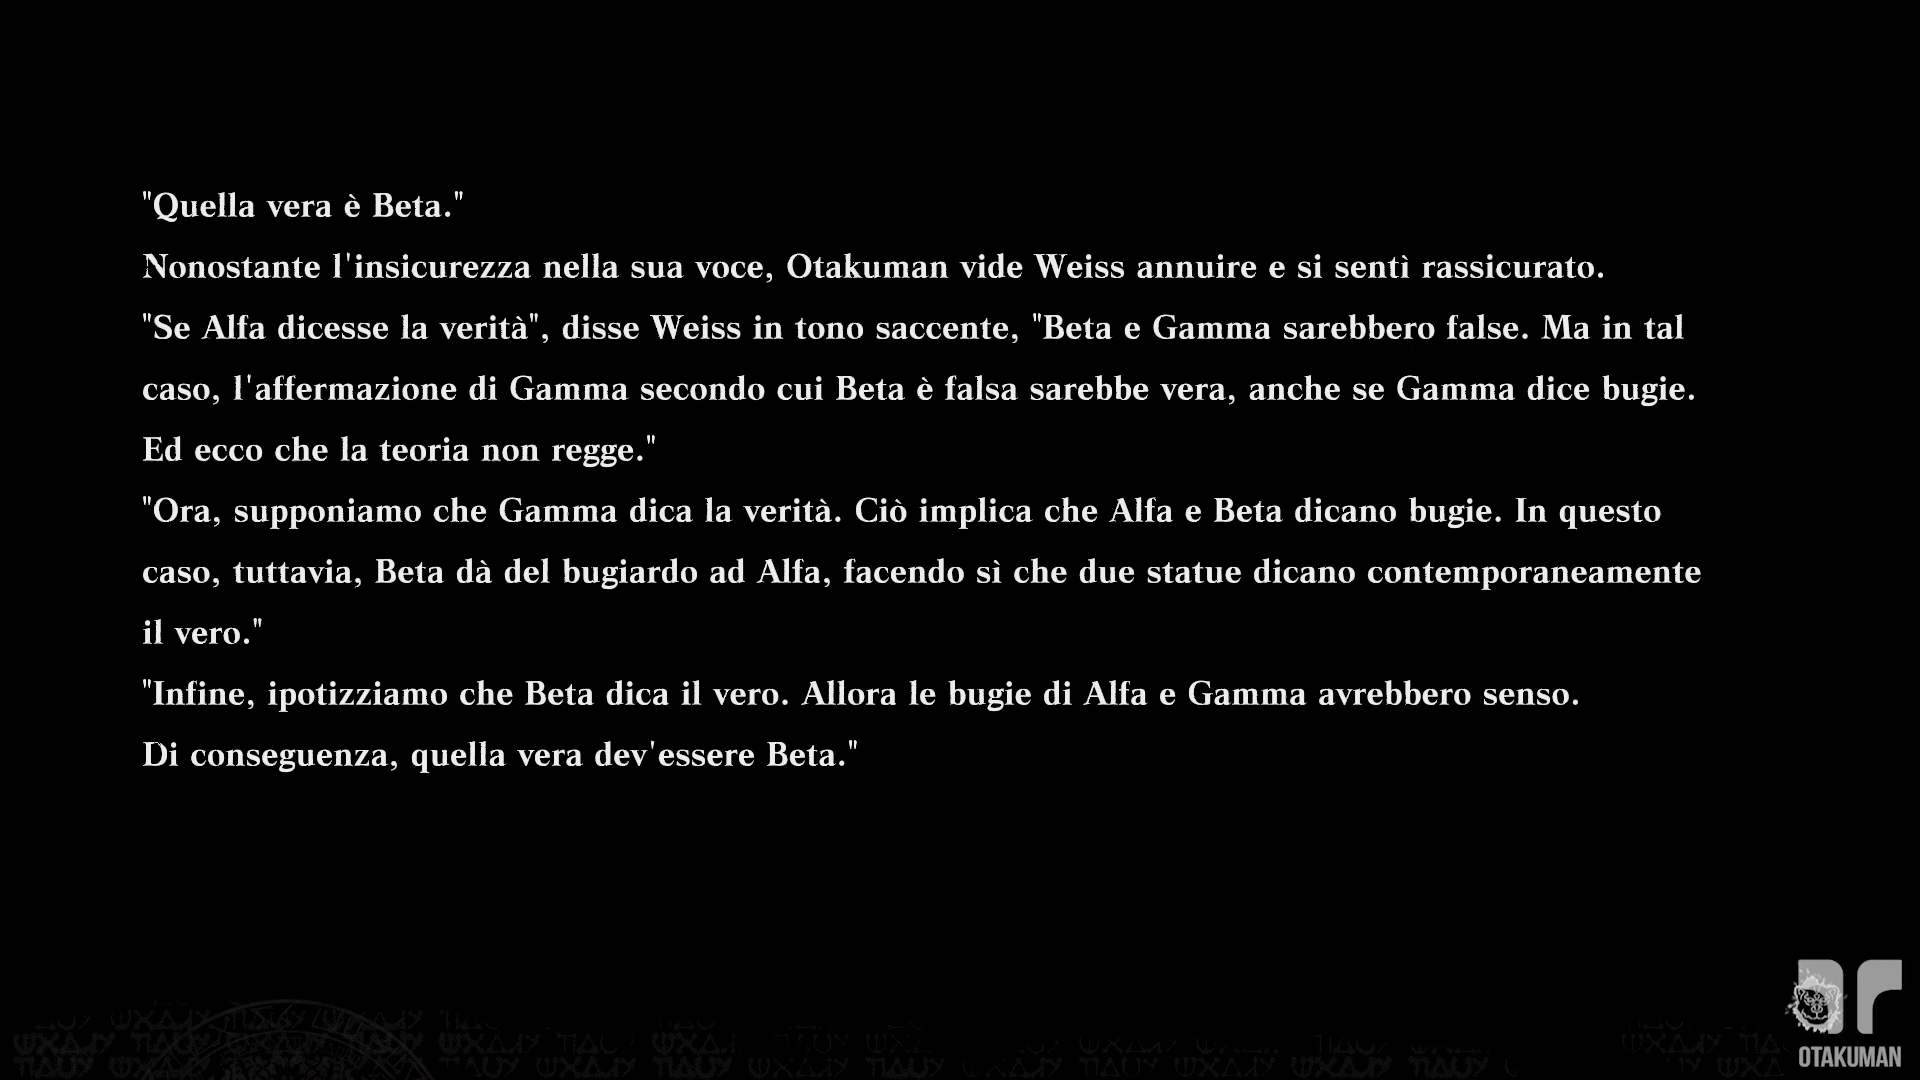 "Quella vera è Beta."
Nonostante l'insicurezza nella sua voce, Otakuman vide Weiss annuire e si sentì rassicurato.
"Se Alfa dicesse la verità", disse Weiss in tono saccente, "Beta e Gamma sarebbero false. Ma in tal
caso, l'affermazione di Gamma secondo cui Beta è falsa sarebbe vera, anche se Gamma dice bugie.
Ed ecco che la teoria non regge."
"Ora, supponiamo che Gamma dica la verità. Ciò implica che Alfa e Beta dicano bugie. In questo
caso, tuttavia, Beta dà del bugiardo ad Alfa, facendo sì che due statue dicano contemporaneamente
il vero."
"Infine, ipotizziamo che Beta dica il vero. Allora le bugie di Alfa e Gamma avrebbero senso.
Di conseguenza, quella vera dev'essere Beta."
OTAKUMAN